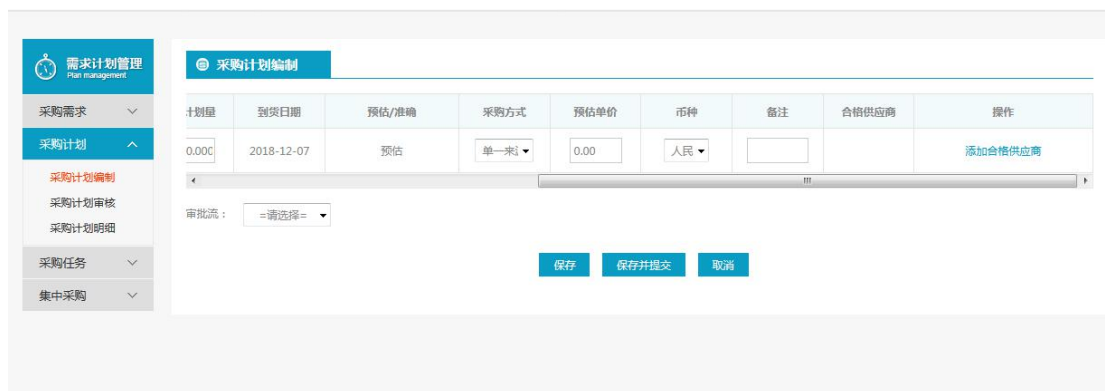 需求计划管理
Plan management
采购需求
采购计划
采购计划编制
采购计划审核
采购计划明细
采购任务
集中采购
采购计划编制
计划量 到货日期 预估/准确 采购方式 预估单价 币种 备注 合格供应商 操作
0.000 2018-12-07 预估 单一来 0.00 人民 添加合格供应商
审批流： =请选择=
保存 保存并提交 取消